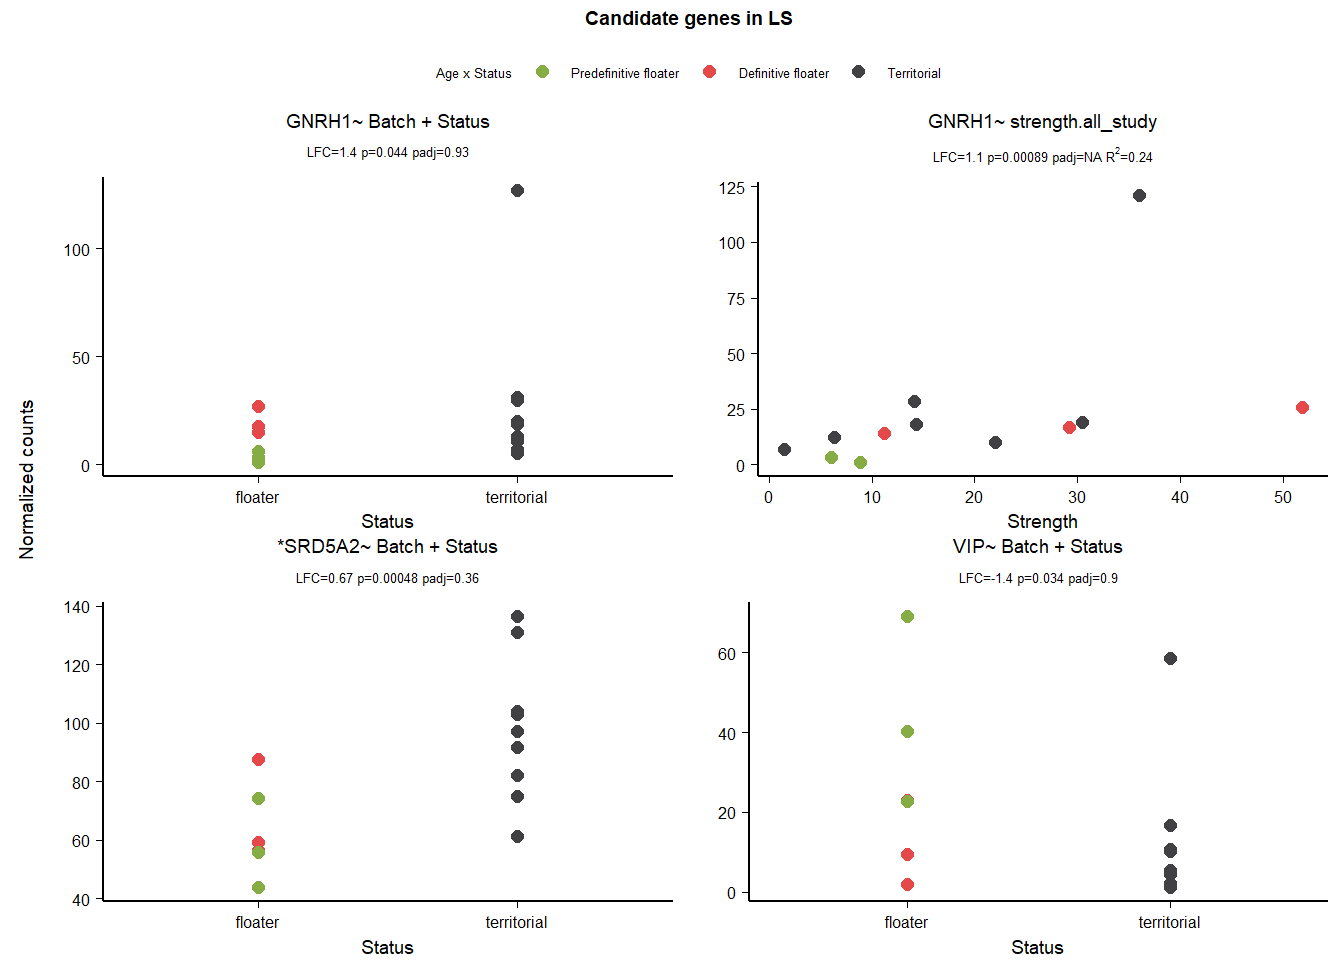 Candidate genes in LS
Age x Status Predefinitive floater Definitive floater Territorial
GNRH1~ Batch + Status
LFC=1.4 p=0.044 padj=0.93
100
50
0
floater territorial
Status
GNRH1~ strength.all_study
LFC=1.1 p=0.00089 padj=NA R²=0.24
125
100
75
50
25
0
0 10 20 30 40 50
Strength
Normalized counts
*SRD5A2~ Batch + Status
LFC=0.67 p=0.00048 padj=0.36
140
120
100
80
60
40
floater territorial
Status
VIP~ Batch + Status
LFC=-1.4 p=0.034 padj=0.9
60
40
20
0
floater territorial
Status